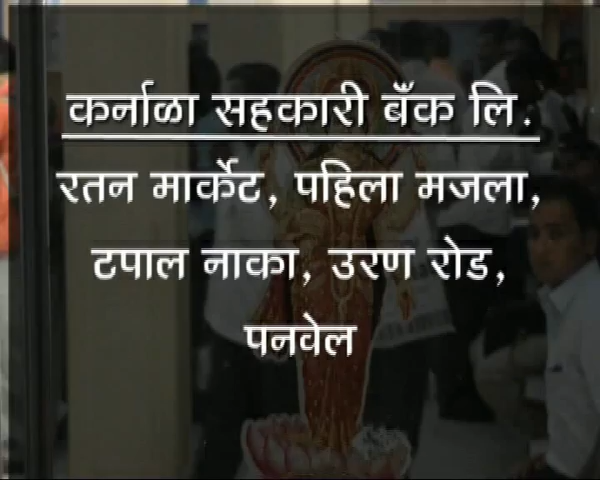 कर्नाळा सहकारी बँक लि.
रतन मार्केट, पहिला मजला,
टपाल नाका, उरण रोड,
पनवेल